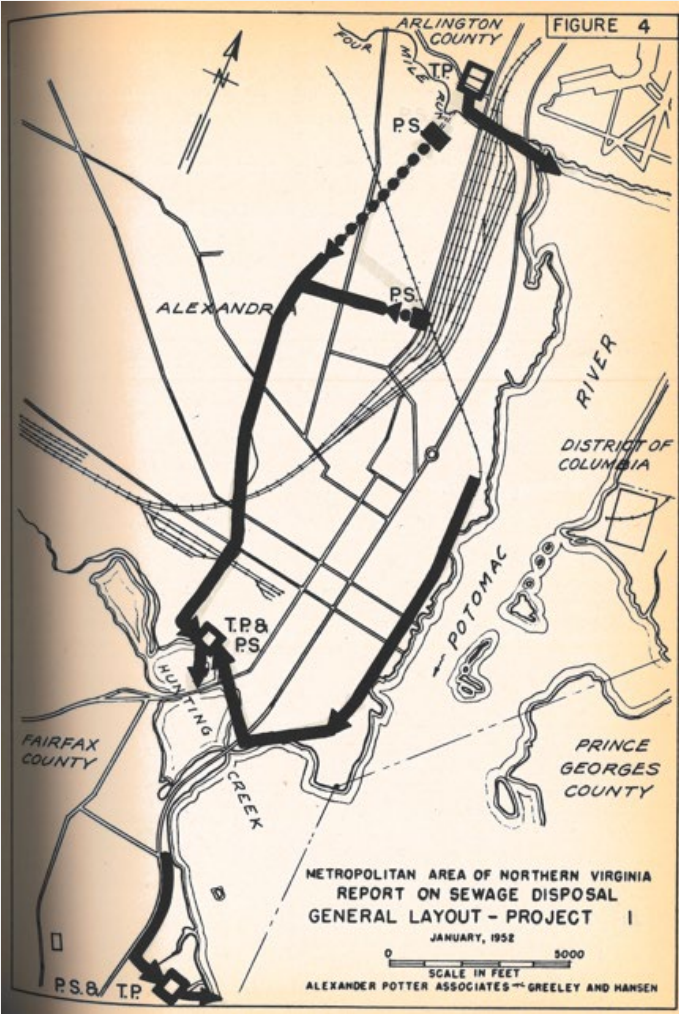 FIGURE 4
ARLINGTON
COUNTY
FOUR
MILE
RUN
T.P.
P.S.
N
P.S.
ALEXANDRIA
RIVER
DISTRICT OF
COLUMBIA
POTOMAC
T.P. &
P.S.
HUNTING
CREEK
FAIRFAX
COUNTY
PRINCE
GEORGES
COUNTY
METROPOLITAN AREA OF NORTHERN VIRGINIA
REPORT ON SEWAGE DISPOSAL
GENERAL LAYOUT - PROJECT I
JANUARY, 1952
0 5000
SCALE IN FEET
ALEXANDER POTTER ASSOCIATES AND GREELEY AND HANSEN
P.S. & T.P.